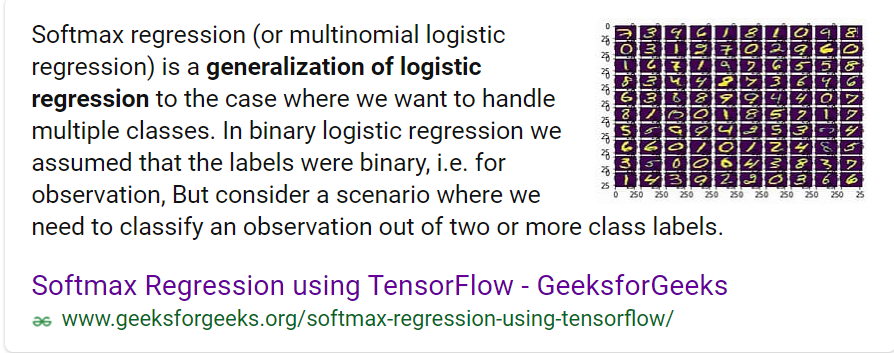 Softmax regression (or multinomial logistic
regression) is a generalization of logistic
regression to the case where we want to handle
multiple classes. In binary logistic regression we
assumed that the labels were binary, i.e. for
observation, But consider a scenario where we
need to classify an observation out of two or more class labels.
Softmax Regression using TensorFlow - GeeksforGeeks
www.geeksforgeeks.org/softmax-regression-using-tensorflow/